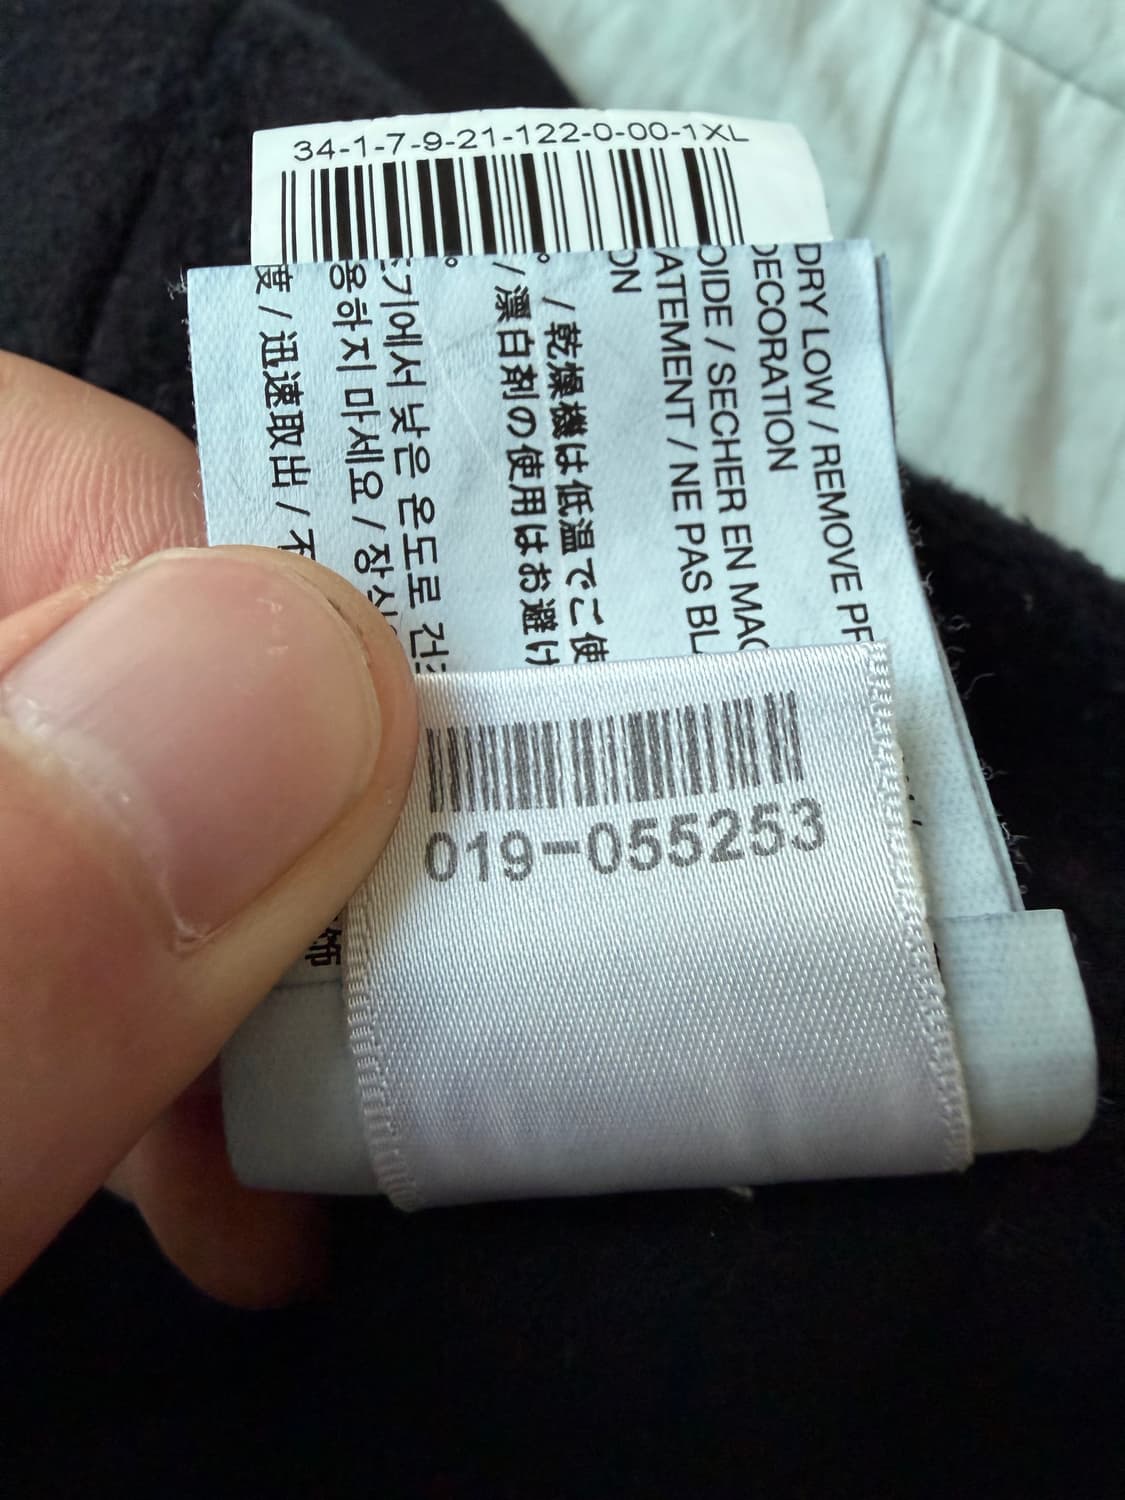 34-1-7-9-21-122-0-00-1XL
DRY LOW / REMOVE
DECORATION
/ SECHER EN
/ NE PAS
ON
/ 乾燥機は低温でご使
/ 漂白剤の使用はお避け
기에서 낮은 온도로
용하지 마세요 /
度 / 迅速取出 /
飾
019-055253